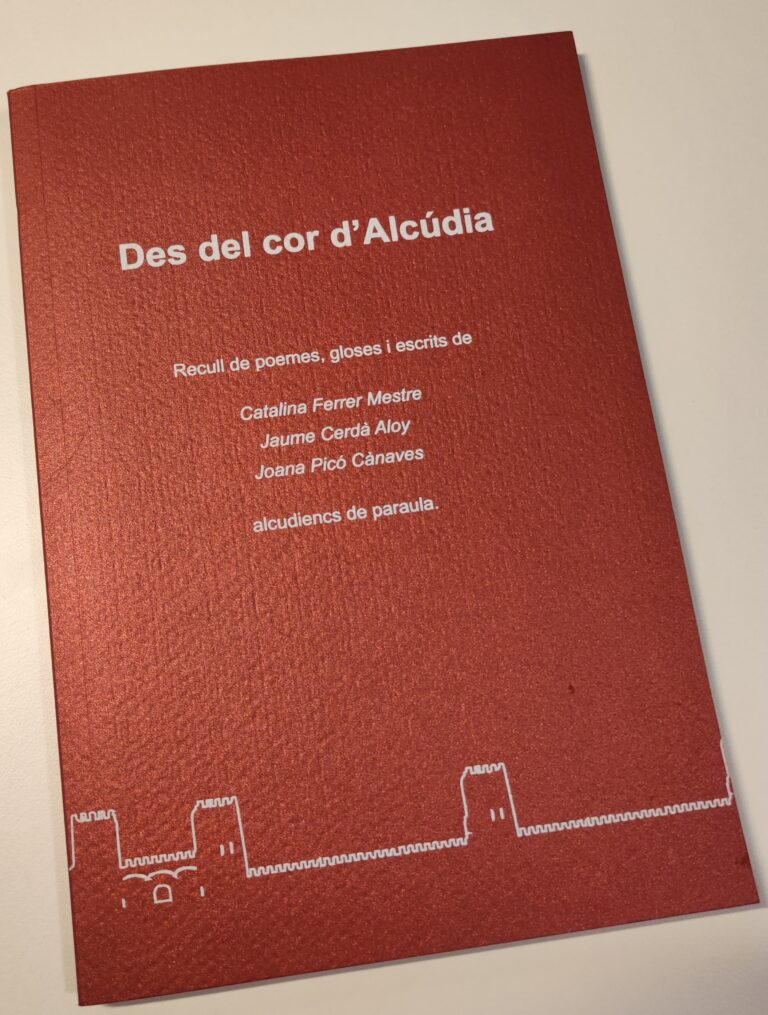 Des del cor d’Alcúdia
Recull de poemes, gloses i escrits de
Catalina Ferrer Mestre
Jaume Cerdà Aloy
Joana Picó Cànaves
alcudiencs de paraula.